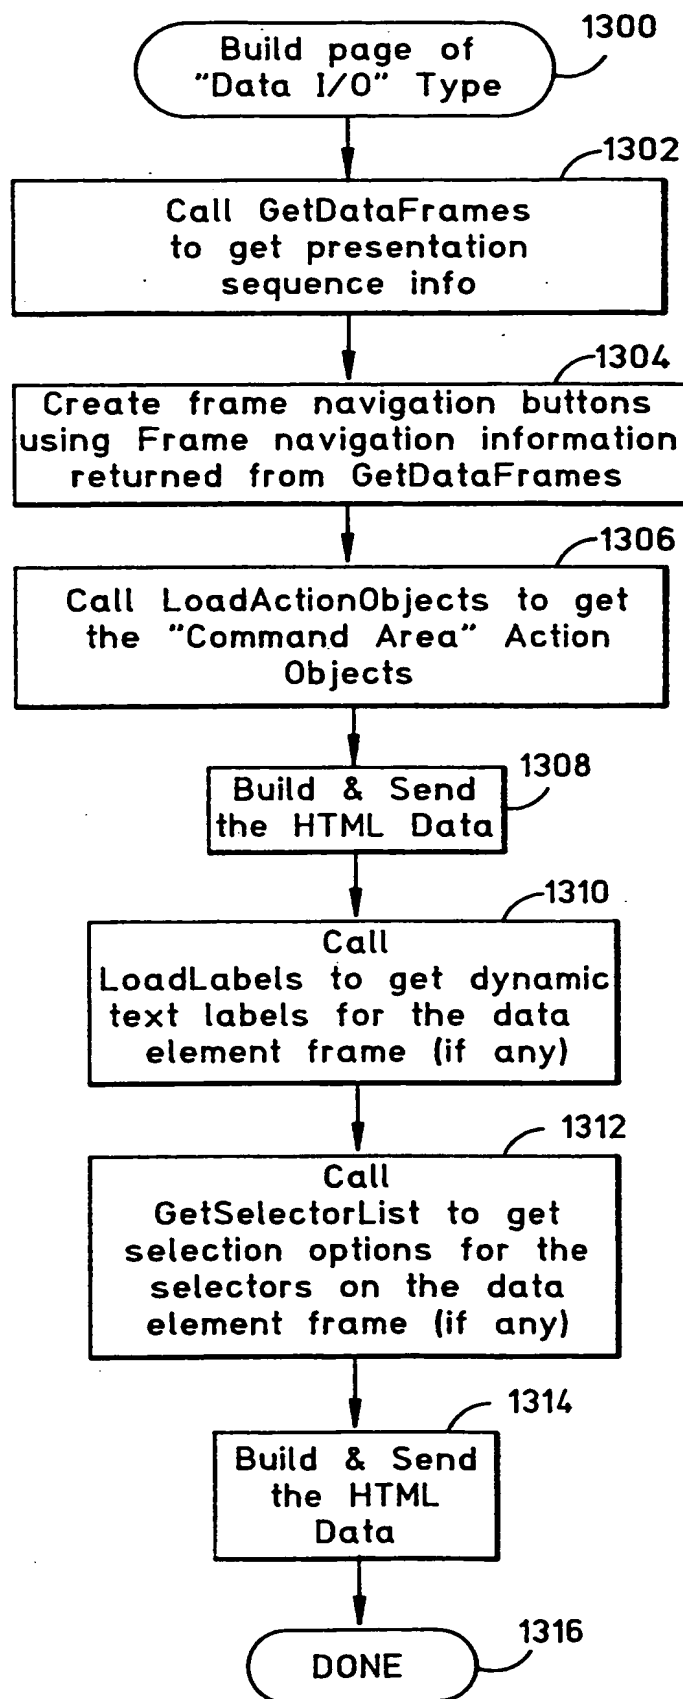 1300
Build page of
"Data I/O" Type
1302
Call GetDataFrames
to get presentation
sequence info
1304
Create frame navigation buttons
using Frame navigation information
returned from GetDataFrames
1306
Call LoadActionObjects to get
the "Command Area" Action
Objects
1308
Build & Send
the HTML Data
1310
Call
LoadLabels to get dynamic
text labels for the data
element frame (if any)
1312
Call
GetSelectorList to get
selection options for the
selectors on the data
element frame (if any)
1314
Build & Send
the HTML
Data
1316
DONE